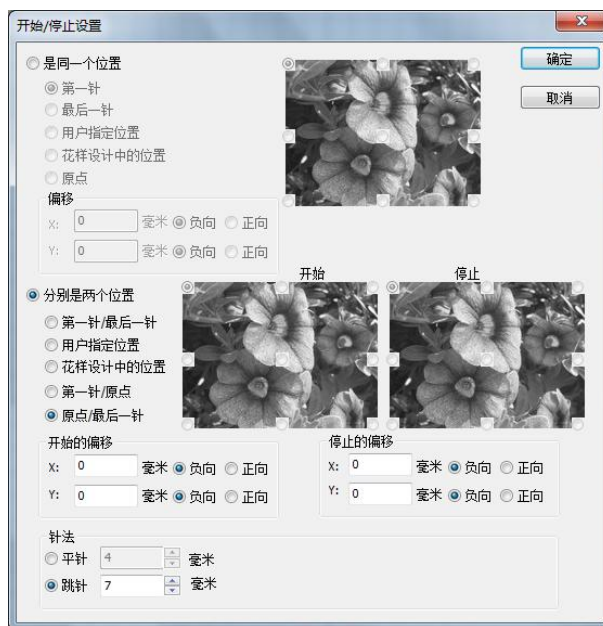 开始/停止设置
是同一个位置
确定
第一针
取消
最后一针
用户指定位置
花样设计中的位置
原点
偏移
X: 0 毫米 负向 正向
Y: 0 毫米 负向 正向
开始 停止
分别是两个位置
第一针/最后一针
用户指定位置
花样设计中的位置
第一针/原点
原点/最后一针
开始的偏移
X: 0 毫米 负向 正向
Y: 0 毫米 负向 正向
停止的偏移
X: 0 毫米 负向 正向
Y: 0 毫米 负向 正向
针法
平针 4 毫米
跳针 7 毫米